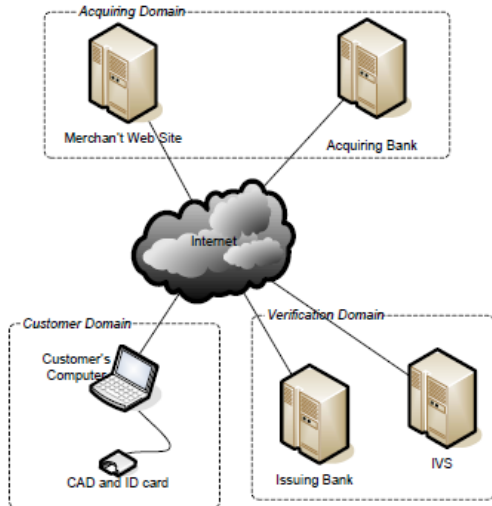 Acquiring Domain
Merchan't Web Site
Acquiring Bank
Internet
Customer Domain
Customer's
Computer
CAD and ID card
Verification Domain
Issuing Bank
IVS